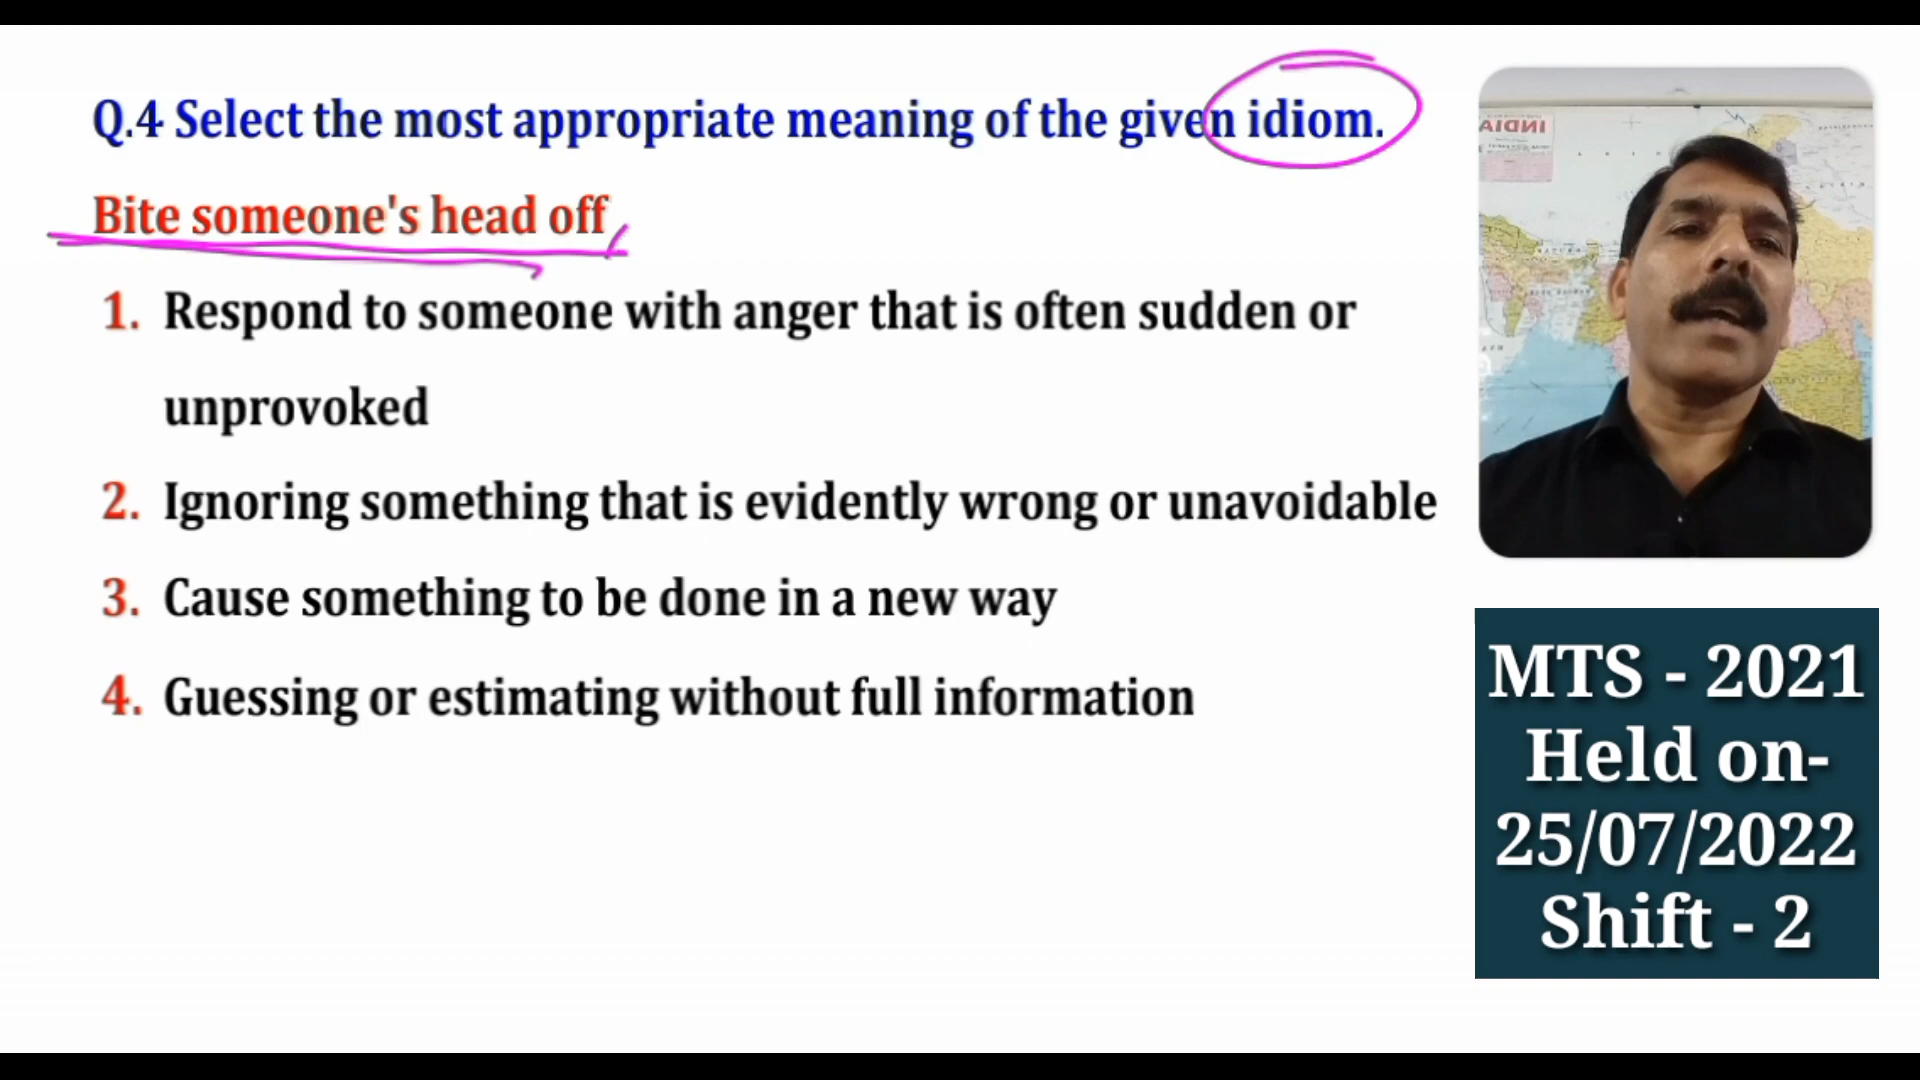 Q.4 Select the most appropriate meaning of the given idiom.
Bite someone's head off
1. Respond to someone with anger that is often sudden or
unprovoked
2. Ignoring something that is evidently wrong or unavoidable
3. Cause something to be done in a new way
4. Guessing or estimating without full information
INDIA
MTS - 2021
Held on-
25/07/2022
Shift - 2